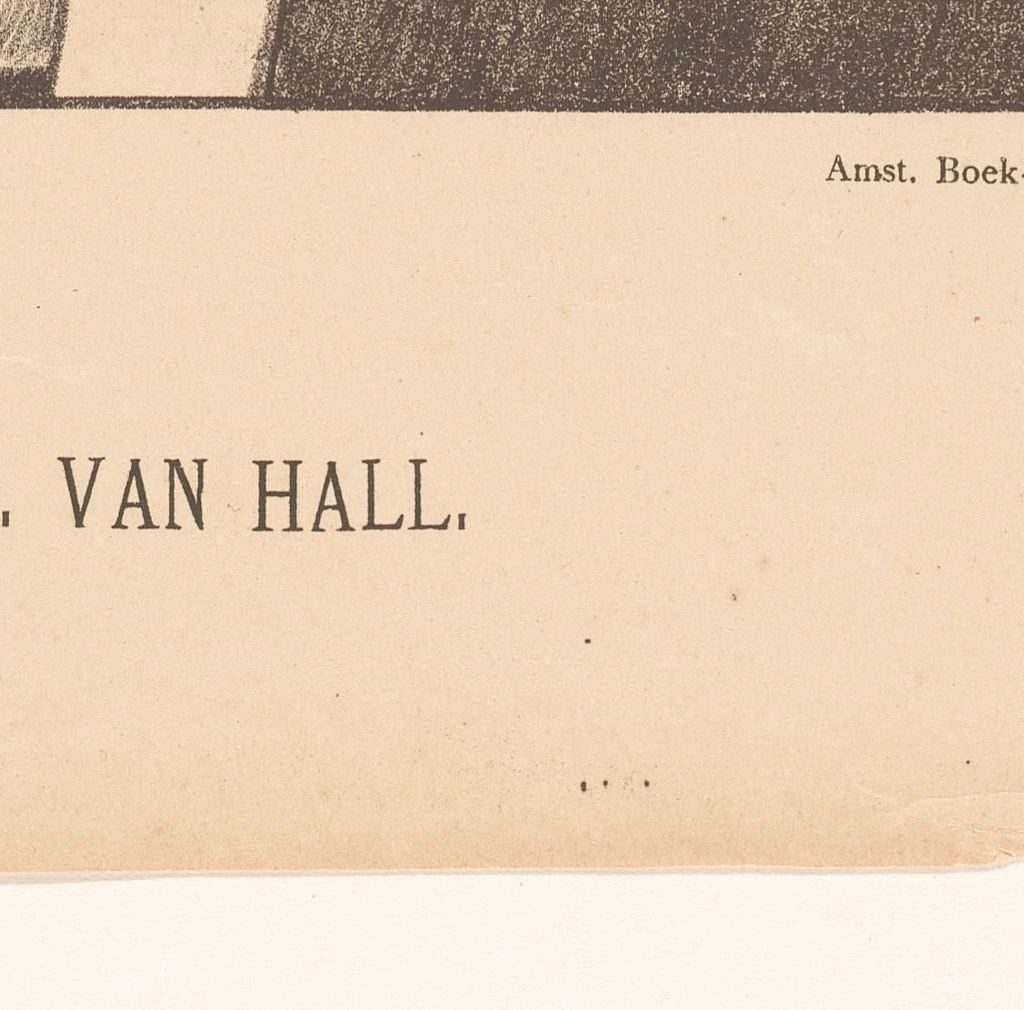 Amst. Boek-
. VAN HALL.